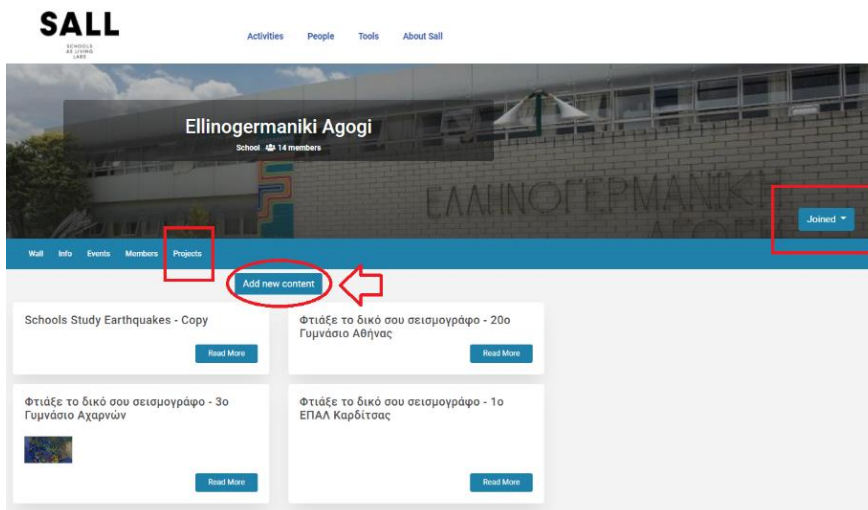 SALL
SCHOOLS
AS LIVING
LABS
Activities People Tools About Sall
Ellinogermaniki Agogi
School 14 members
ΕΛΛΗΝΟΓΕΡΜΑΝΙΚΗ
ΑΓΩΓΗ
Joined
Wall Info Events Members Projects
Add new content
Schools Study Earthquakes - Copy
Read More
Φτιάξε το δικό σου σεισμογράφο - 20ο
Γυμνάσιο Αθήνας
Read More
Φτιάξε το δικό σου σεισμογράφο - 3ο
Γυμνάσιο Αχαρνών
Read More
Φτιάξε το δικό σου σεισμογράφο - 1ο
ΕΠΑΛ Καρδίτσας
Read More